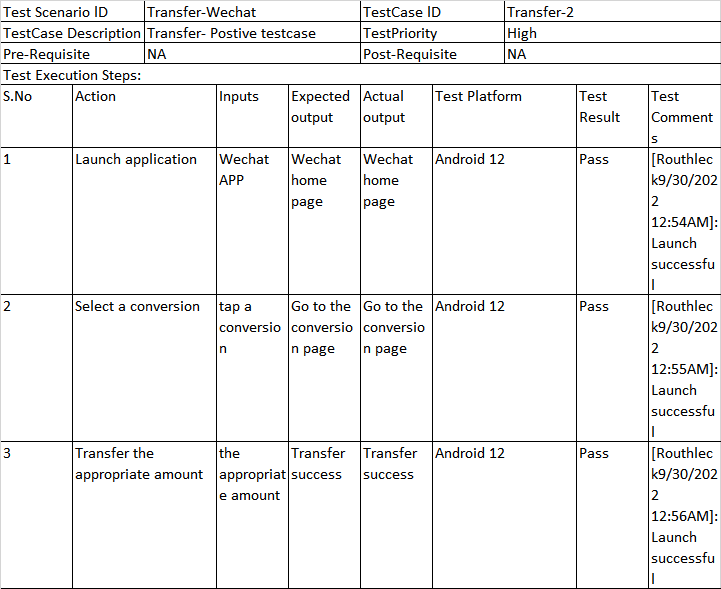 Test Scenario ID Transfer-Wechat TestCase ID Transfer-2
TestCase Description Transfer- Postive testcase TestPriority High
Pre-Requisite NA Post-Requisite NA
Test Execution Steps:
S.No Action Inputs Expected output Actual output Test Platform Test Result Test Comments
1 Launch application Wechat APP Wechat home page Wechat home page Android 12 Pass [Routhleck9/30/2022 12:54AM]: Launch successful
2 Select a conversion tap a conversion Go to the conversion page Go to the conversion page Android 12 Pass [Routhleck9/30/2022 12:55AM]: Launch successful
3 Transfer the appropriate amount the appropriate amount Transfer success Transfer success Android 12 Pass [Routhleck9/30/2022 12:56AM]: Launch successful